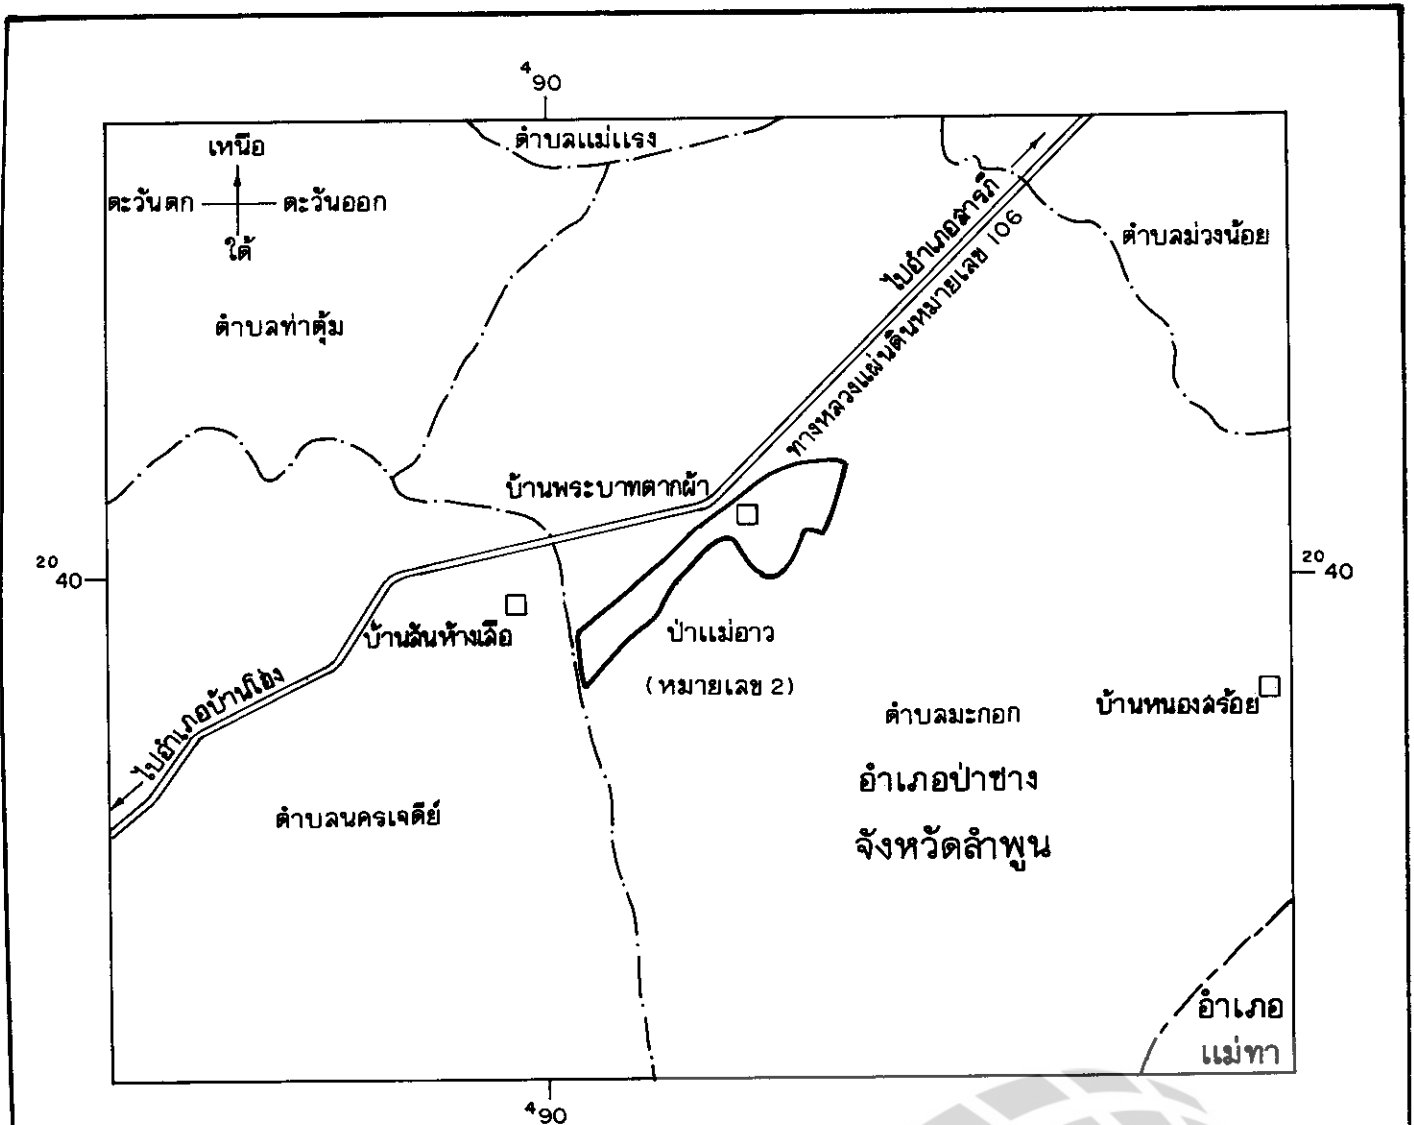 ⁴90
ตำบลแม่แรง
เหนือ
ตะวันตก ตะวันออก
ใต้
ตำบลท่าตุ้ม
ไปอำเภอสารภี
ทางหลวงแผ่นดินหมายเลข 106
ตำบลม่วงน้อย
บ้านพระบาทตากผ้า
²⁰40
²⁰40
บ้านสันห้างเสือ
ป่าแม่อาว
(หมายเลข 2)
ไปอำเภอบ้านโฮ่ง
ตำบลมะกอก
บ้านหนองสร้อย
อำเภอป่าซาง
จังหวัดลำพูน
ตำบลนครเจดีย์
อำเภอ
แม่ทา
⁴90